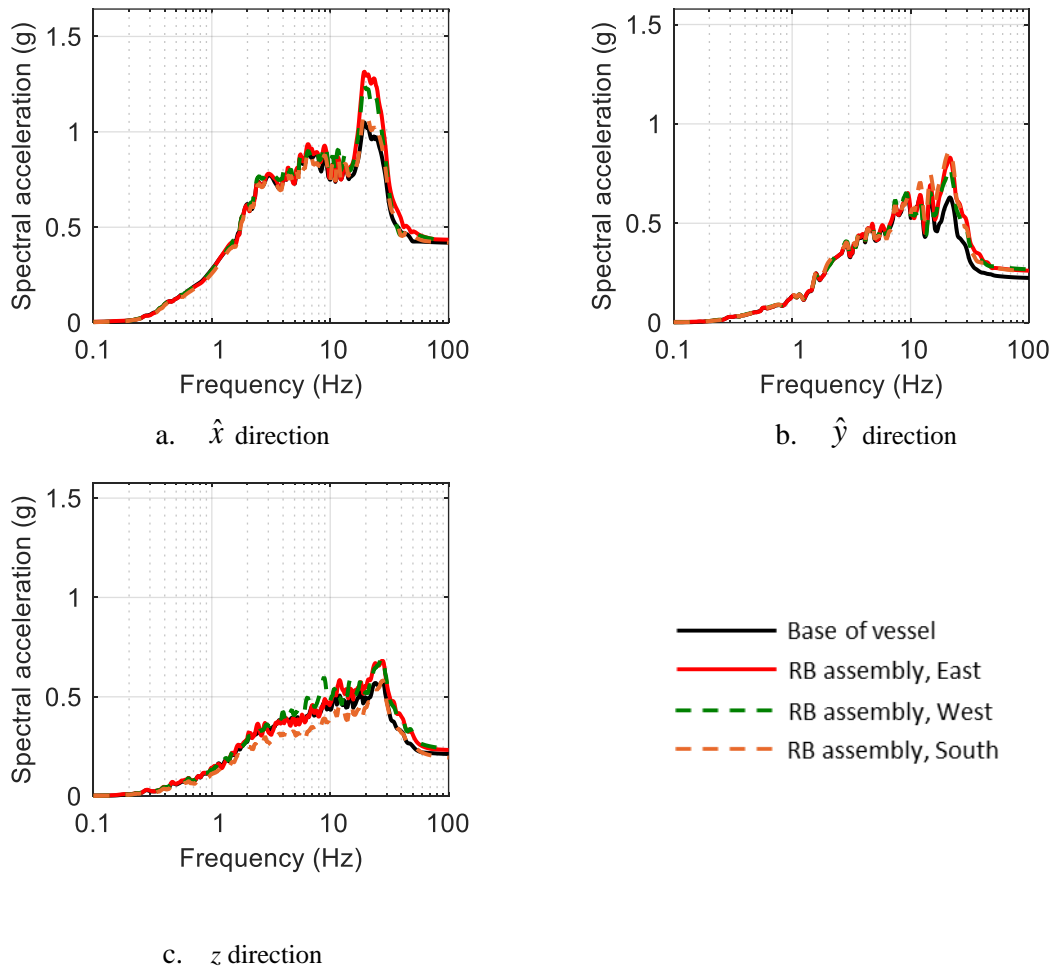 Spectral acceleration (g)
1.5
1
0.5
0
0.1
1
10
100
Frequency (Hz)
a. x̂ direction
Spectral acceleration (g)
1.5
1
0.5
0
0.1
1
10
100
Frequency (Hz)
b. ŷ direction
Spectral acceleration (g)
1.5
1
0.5
0
0.1
1
10
100
Frequency (Hz)
c. z direction
Base of vessel
RB assembly, East
RB assembly, West
RB assembly, South